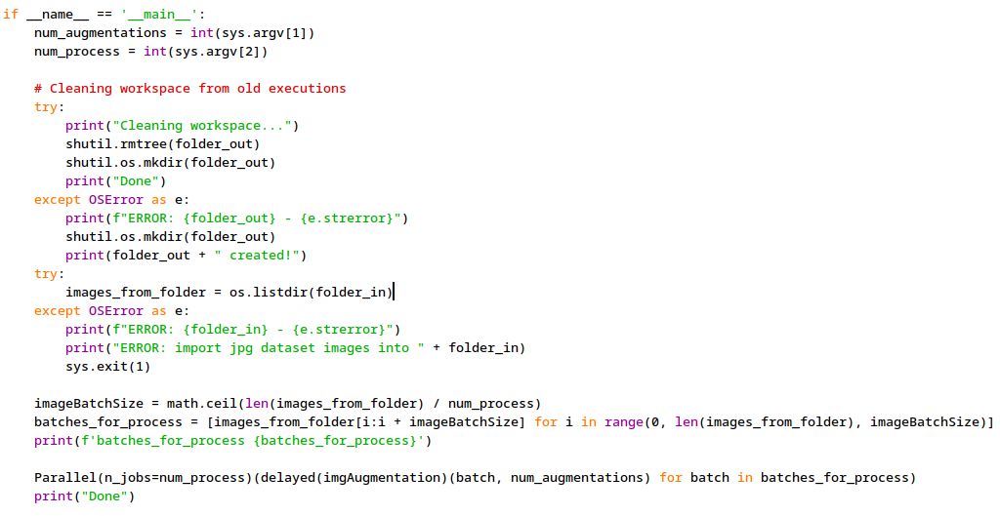 if __name__ == '__main__':
    num_augmentations = int(sys.argv[1])
    num_process = int(sys.argv[2])

    # Cleaning workspace from old executions
    try:
        print("Cleaning workspace...")
        shutil.rmtree(folder_out)
        shutil.os.mkdir(folder_out)
        print("Done")
    except OSError as e:
        print(f"ERROR: {folder_out} - {e.strerror}")
        shutil.os.mkdir(folder_out)
        print(folder_out + " created!")
    try:
        images_from_folder = os.listdir(folder_in)
    except OSError as e:
        print(f"ERROR: {folder_in} - {e.strerror}")
        print("ERROR: import jpg dataset images into " + folder_in)
        sys.exit(1)

    imageBatchSize = math.ceil(len(images_from_folder) / num_process)
    batches_for_process = [images_from_folder[i:i + imageBatchSize] for i in range(0, len(images_from_folder), imageBatchSize)]
    print(f'batches_for_process {batches_for_process}')

    Parallel(n_jobs=num_process)(delayed(imgAugmentation)(batch, num_augmentations) for batch in batches_for_process)
    print("Done")